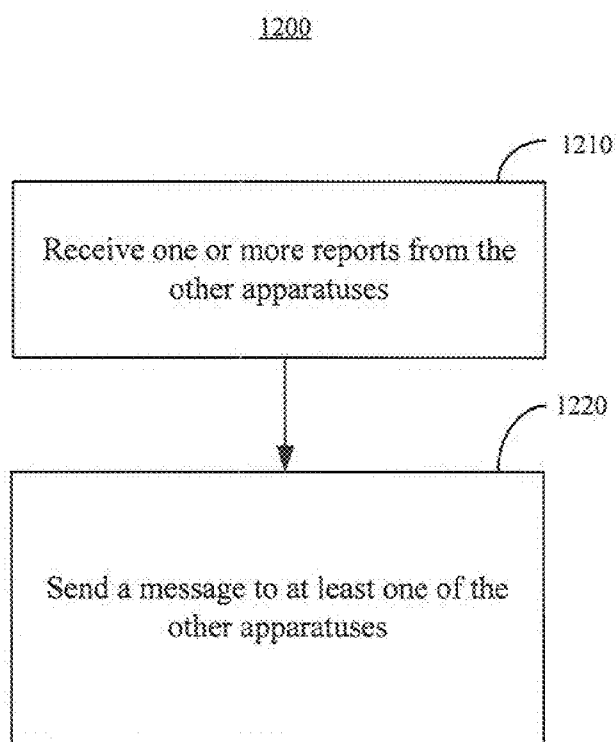 1200
1210
Receive one or more reports from the
other apparatuses
1220
Send a message to at least one of the
other apparatuses